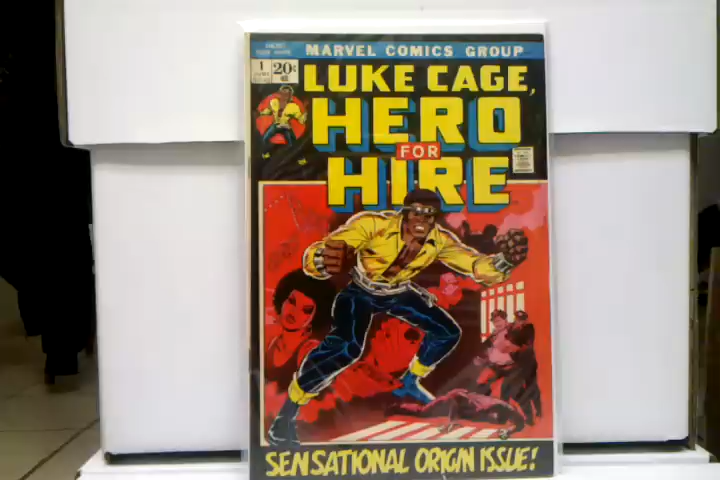 MARVEL COMICS GROUP
1
20¢
LUKE CAGE,
HERO
FOR
HIRE
SENSATIONAL ORIGIN ISSUE!